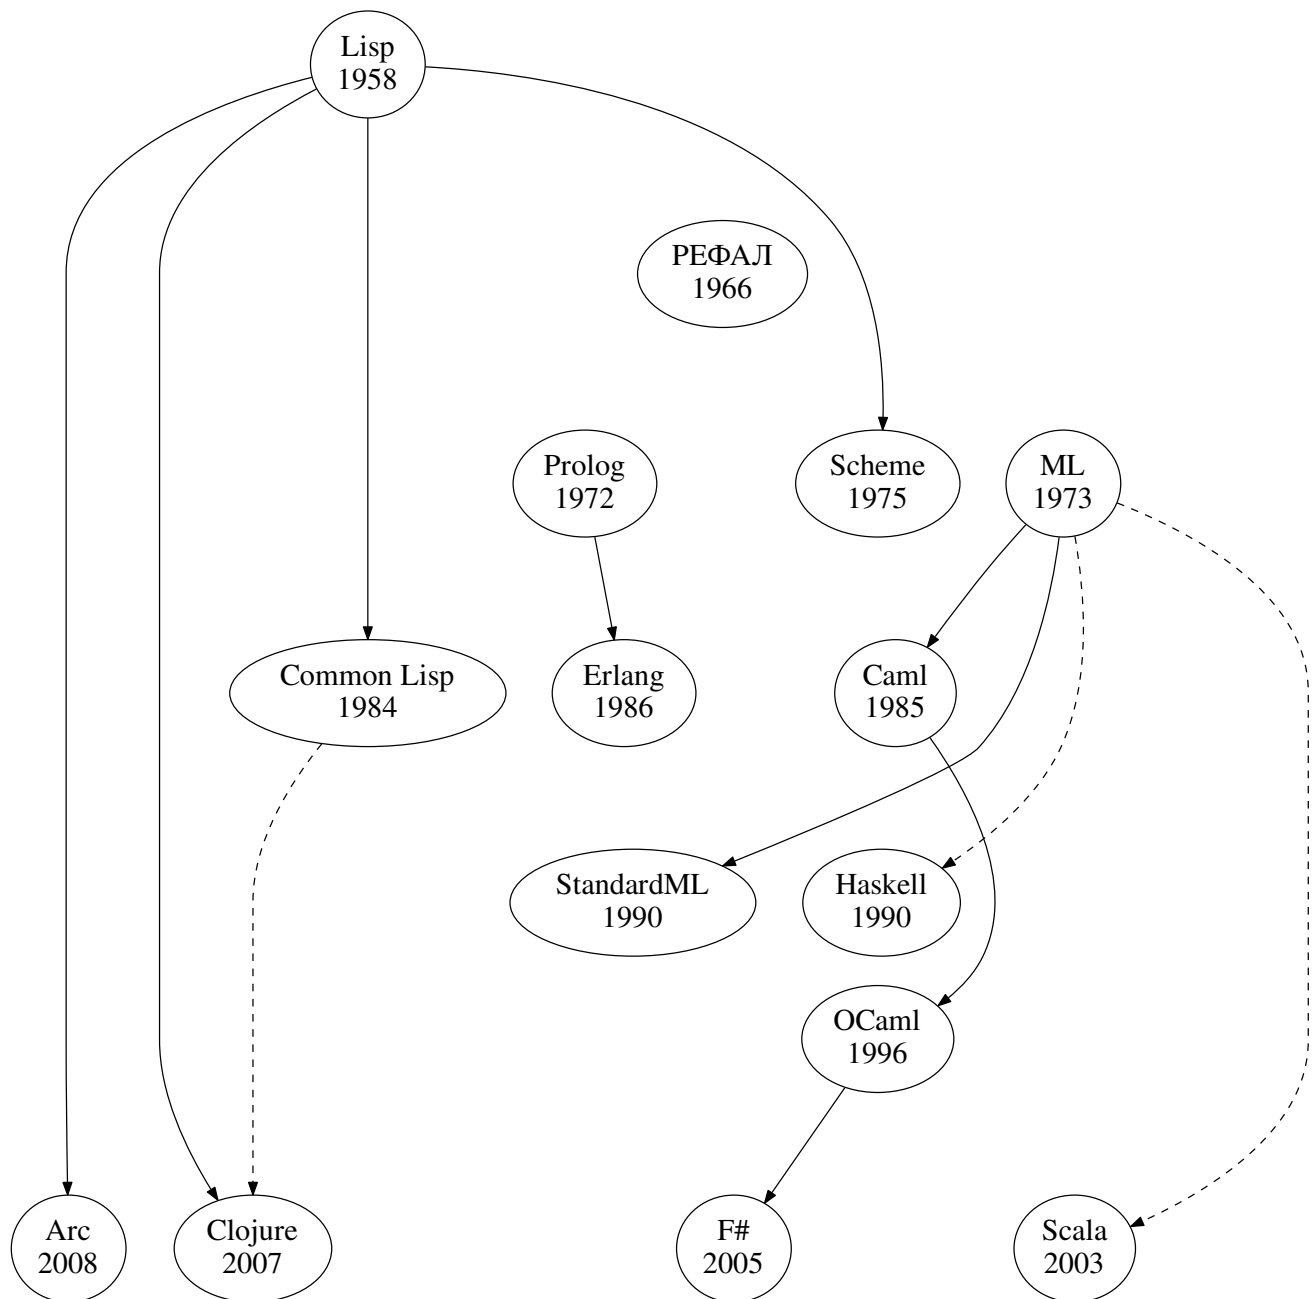 Lisp
1958
РЕФАЛ
1966
Prolog
1972
Scheme
1975
ML
1973
Common Lisp
1984
Erlang
1986
Caml
1985
StandardML
1990
Haskell
1990
OCaml
1996
Arc
2008
Clojure
2007
F#
2005
Scala
2003